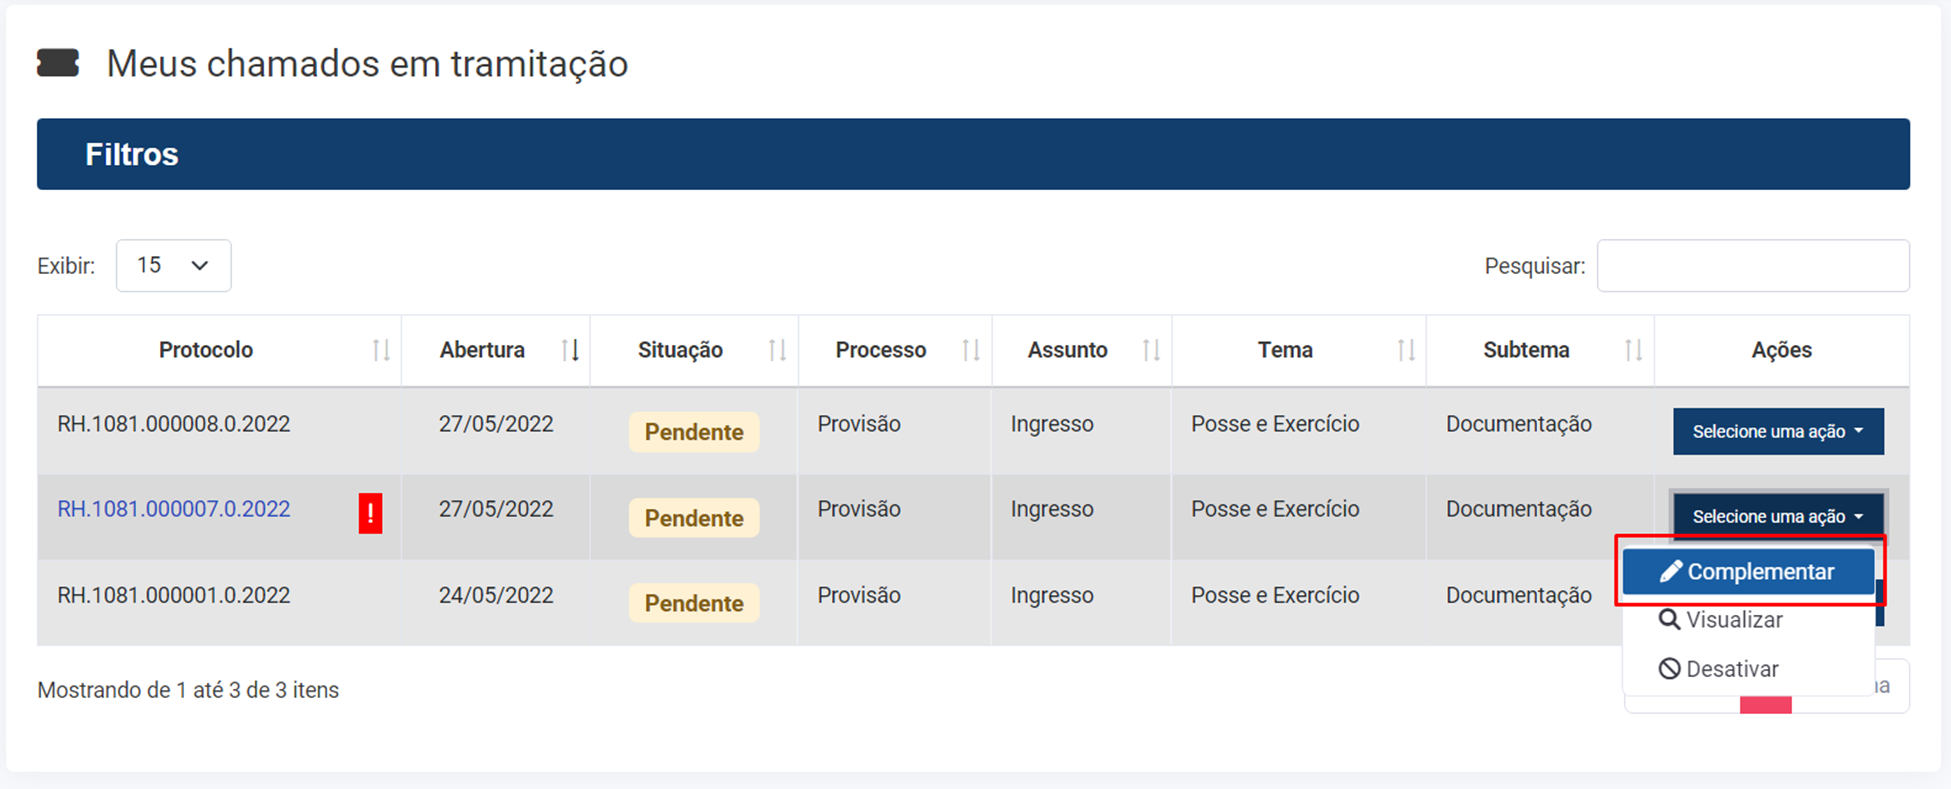 Meus chamados em tramitação
Filtros
Exibir: 15
Pesquisar:
Protocolo Abertura Situação Processo Assunto Tema Subtema Ações
RH.1081.000008.0.2022 27/05/2022 Pendente Provisão Ingresso Posse e Exercício Documentação Selecione uma ação
RH.1081.000007.0.2022 ! 27/05/2022 Pendente Provisão Ingresso Posse e Exercício Documentação Selecione uma ação
Complementar
RH.1081.000001.0.2022 24/05/2022 Pendente Provisão Ingresso Posse e Exercício Documentação
Visualizar
Desativar
Mostrando de 1 até 3 de 3 itens